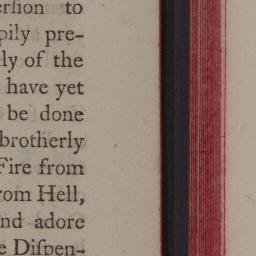 erſion to
pily pre-
ly of the
have yet
be done
brotherly
Fire from
rom Hell,
nd adore
e Diſpen-